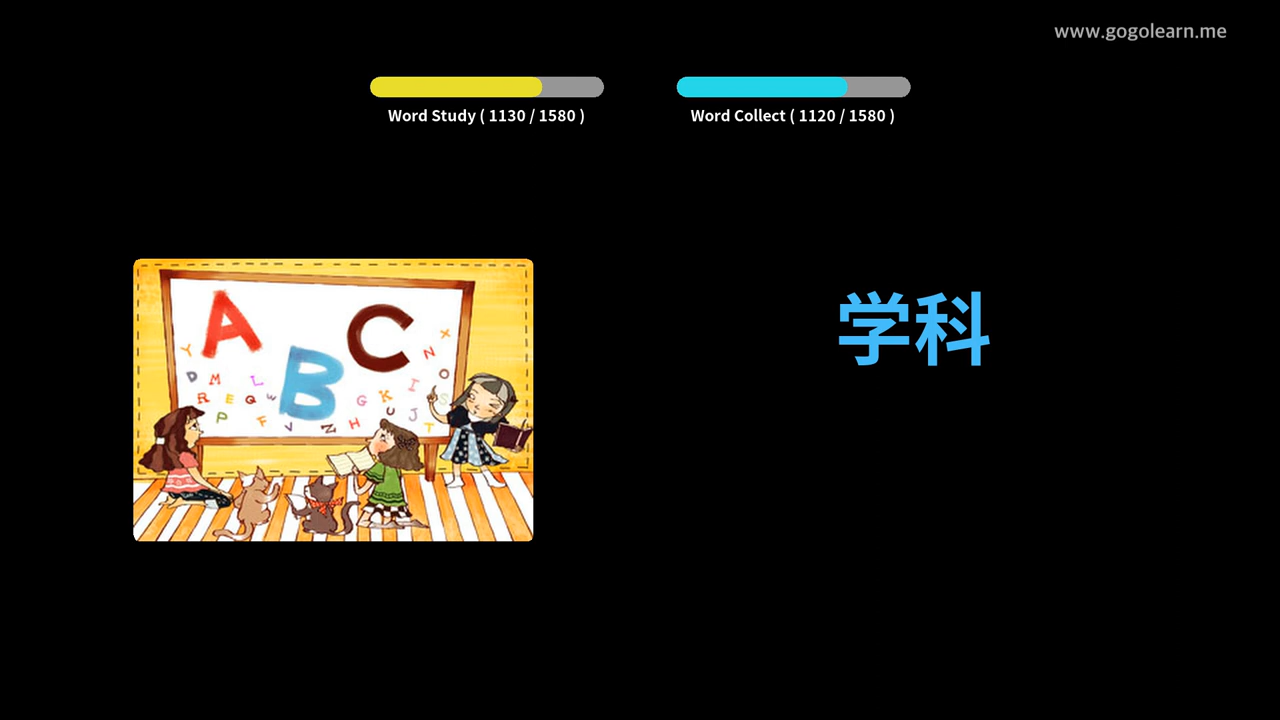 www.gogolearn.me
Word Study ( 1130 / 1580 )
Word Collect ( 1120 / 1580 )
学科
A
B
C
Y
X
N
D M L
O
R E Q W
G K I
S
P F V Z H U J T